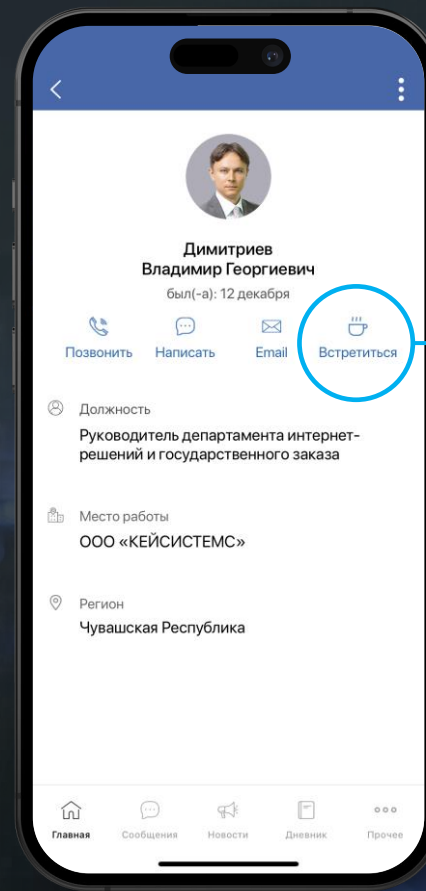 Димитриев
Владимир Георгиевич
был(-а): 12 декабря
Позвонить Написать Email Встретиться
Должность
Руководитель департамента интернет-
решений и государственного заказа
Место работы
ООО «КЕЙСИСТЕМС»
Регион
Чувашская Республика
Главная Сообщения Новости Дневник Прочее